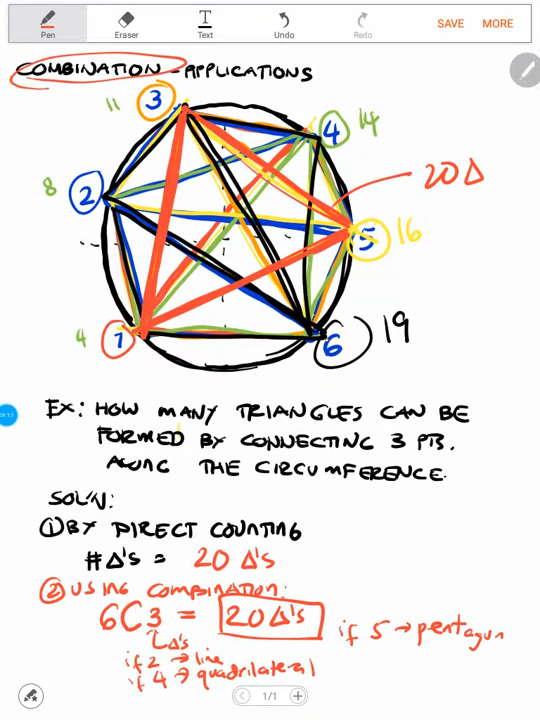 Pen
Eraser
Text
Undo
Redo
SAVE
MORE
COMBINATION - APPLICATIONS
11
3
4
14
8
2
20 Δ
5
16
4
1
6
19
EX: HOW MANY TRIANGLES CAN BE
FORMED BY CONNECTING 3 PTS.
ALONG THE CIRCUMFERENCE.
SOL'N:
① BY DIRECT COUNTING
#Δ's = 20 Δ's
② USING COMBINATION:
6C3 = 20 Δ's
if 5 → pentagon
↳ Δ's
if 2 → line
if 4 → quadrilateral
1/1